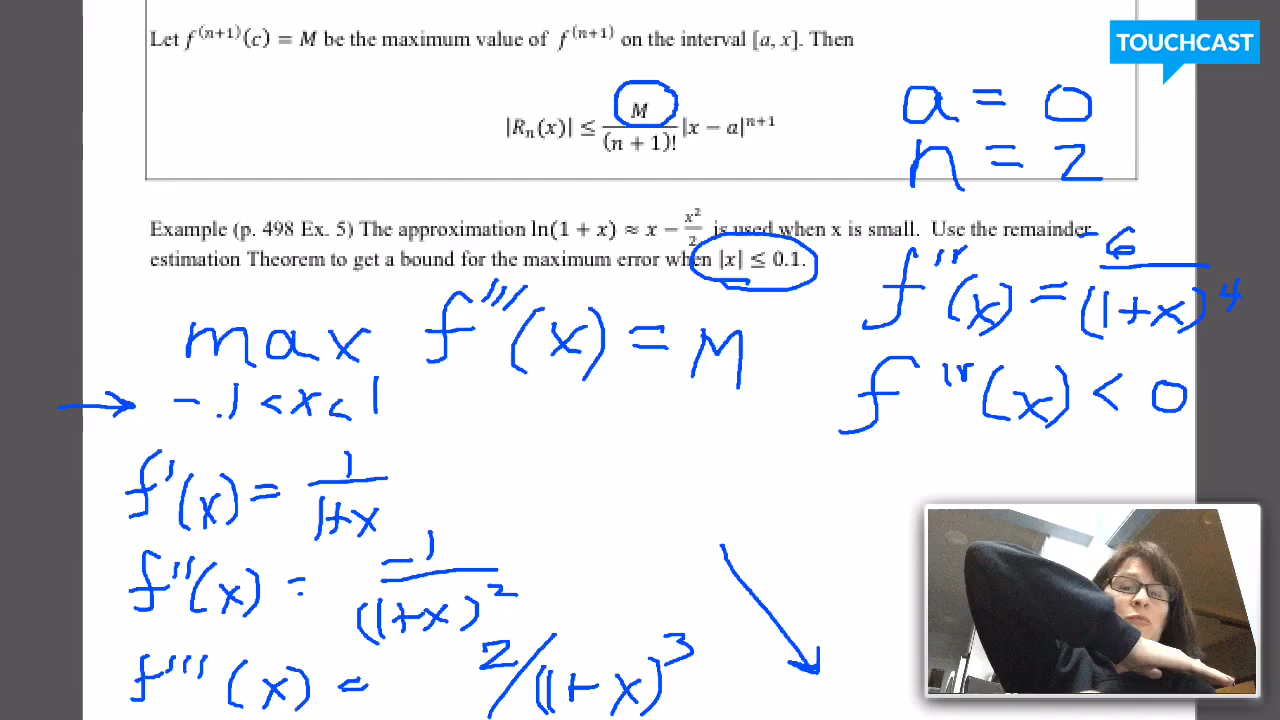 Let f⁽ⁿ⁺¹⁾(c) = M be the maximum value of f⁽ⁿ⁺¹⁾ on the interval [a, x]. Then
TOUCHCAST
|Rₙ(x)| ≤ M/(n + 1)! |x − a|ⁿ⁺¹
a = 0
n = 2
Example (p. 498 Ex. 5) The approximation ln(1 + x) ≈ x − x²/2 is used when x is small. Use the remainder
estimation Theorem to get a bound for the maximum error when |x| ≤ 0.1.
f''''(x) = -6/(1+x)^4
max f'''(x) = M
→ -.1 < x < .1
f''''(x) < 0
f'(x) = 1/(1+x)
f''(x) = -1/(1+x)²
f'''(x) = 2/(1+x)³